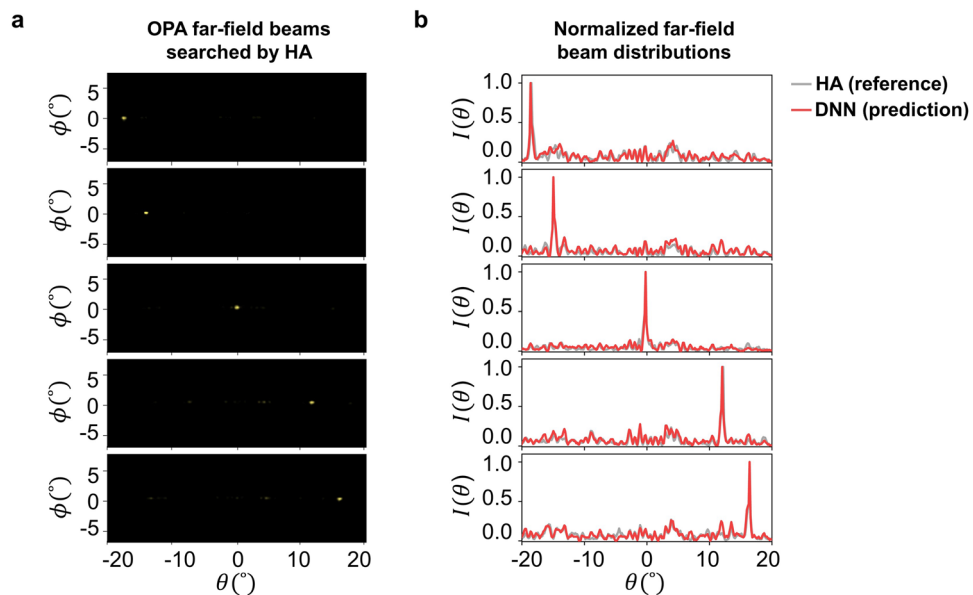 a
OPA far-field beams
searched by HA
b
Normalized far-field
beam distributions
HA (reference)
DNN (prediction)
ϕ(°)
5
0
-5
ϕ(°)
5
0
-5
ϕ(°)
5
0
-5
ϕ(°)
5
0
-5
ϕ(°)
5
0
-5
-20
-10
0
10
20
θ(°)
I(θ)
1.0
0.5
0.0
I(θ)
1.0
0.5
0.0
I(θ)
1.0
0.5
0.0
I(θ)
1.0
0.5
0.0
I(θ)
1.0
0.5
0.0
-20
-10
0
10
20
θ(°)